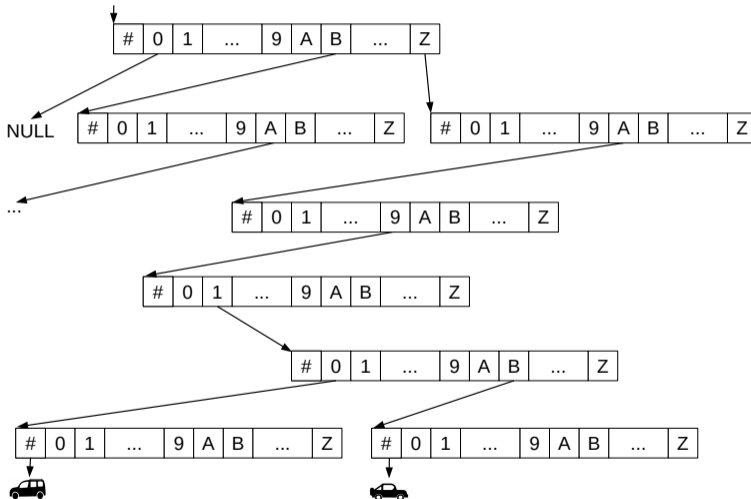 # 0 1 ... 9 A B ... Z
NULL # 0 1 ... 9 A B ... Z # 0 1 ... 9 A B ... Z
... # 0 1 ... 9 A B ... Z
# 0 1 ... 9 A B ... Z
# 0 1 ... 9 A B ... Z
# 0 1 ... 9 A B ... Z # 0 1 ... 9 A B ... Z